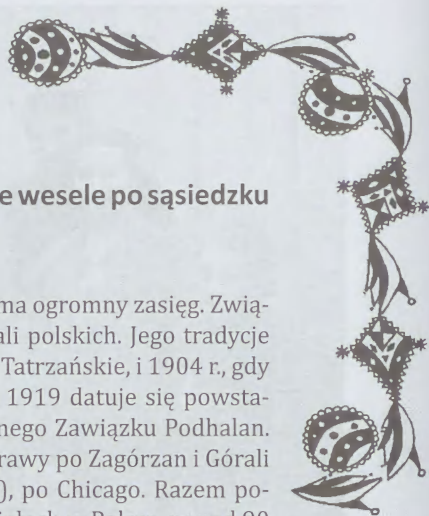 e wesele po sąsiedzku
ma ogromny zasięg. Zwią-
ali polskich. Jego tradycje
Tatrzańskie, i 1904 r., gdy
1919 datuje się powsta-
nego Zawiązku Podhalan.
rawy po Zagórzan i Górali
), po Chicago. Razem po-